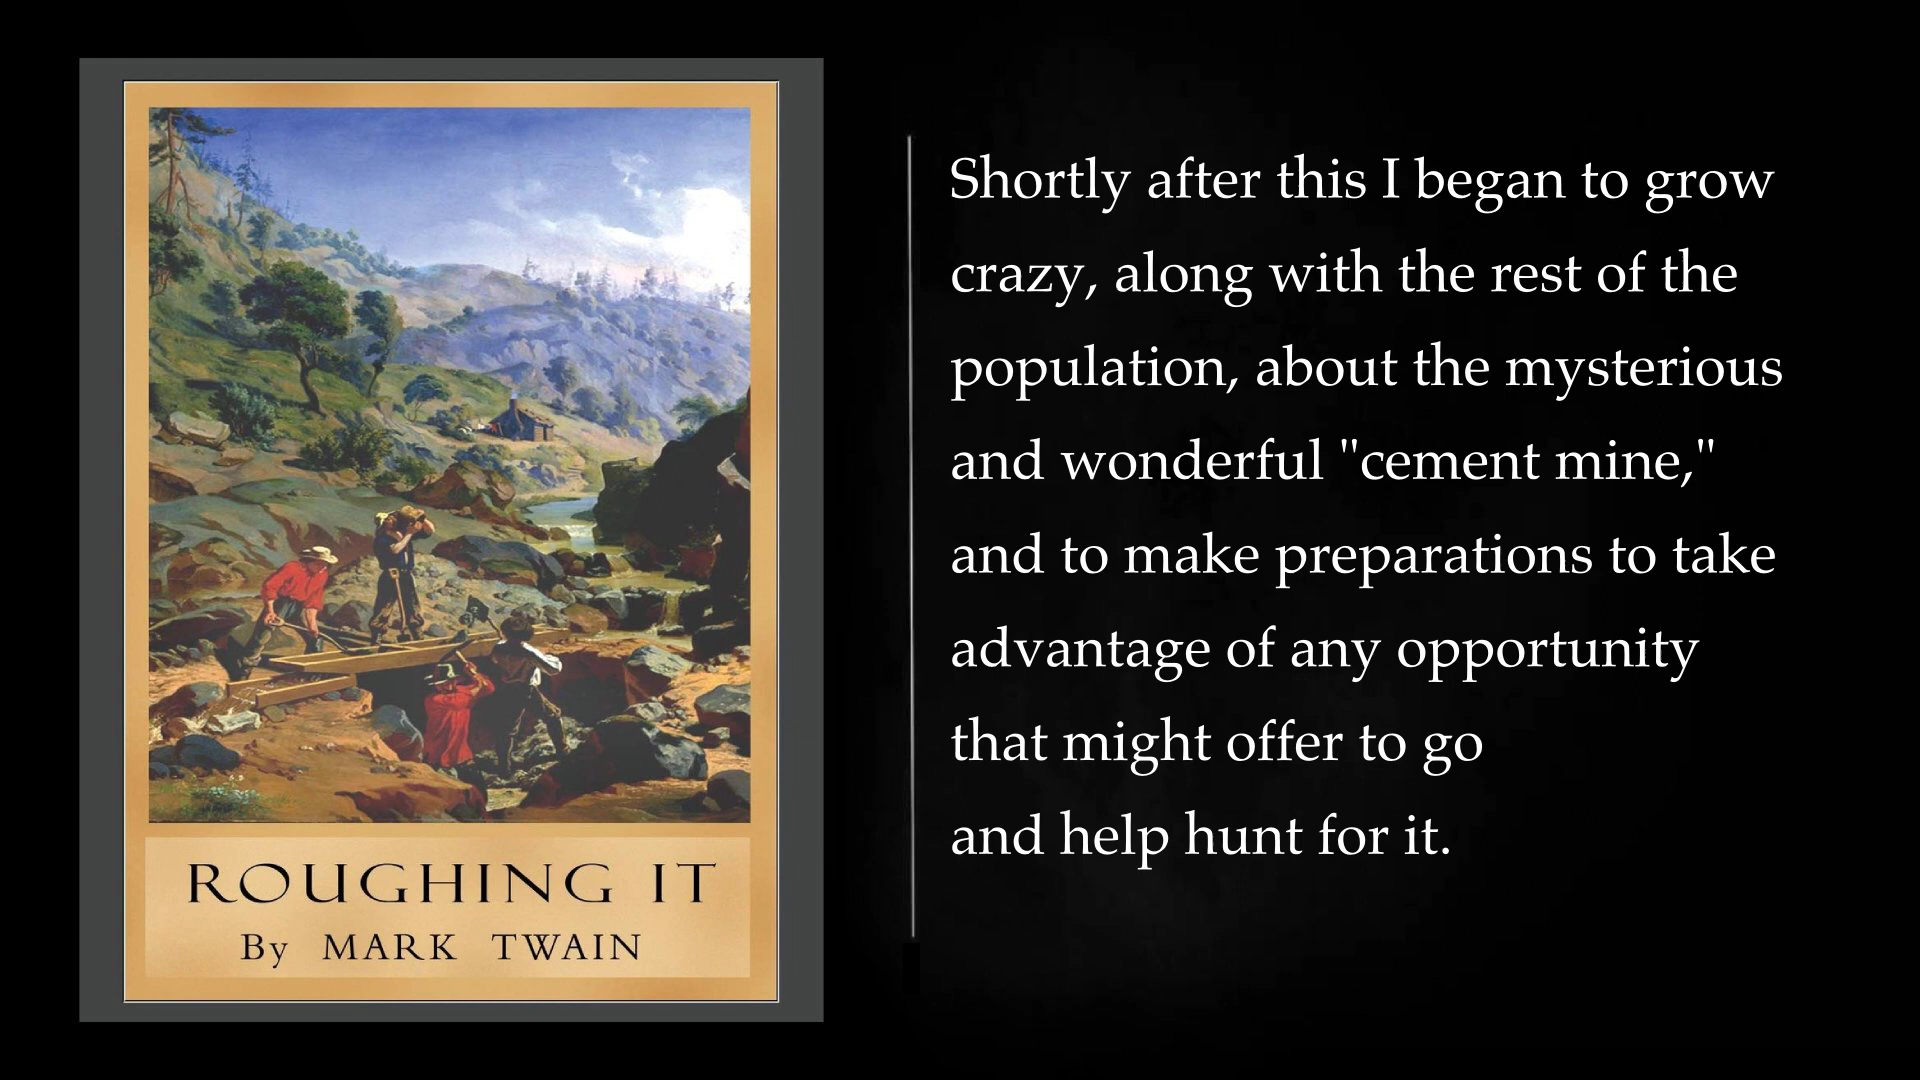 ROUGHING IT
By MARK TWAIN
Shortly after this I began to grow
crazy, along with the rest of the
population, about the mysterious
and wonderful "cement mine,"
and to make preparations to take
advantage of any opportunity
that might offer to go
and help hunt for it.